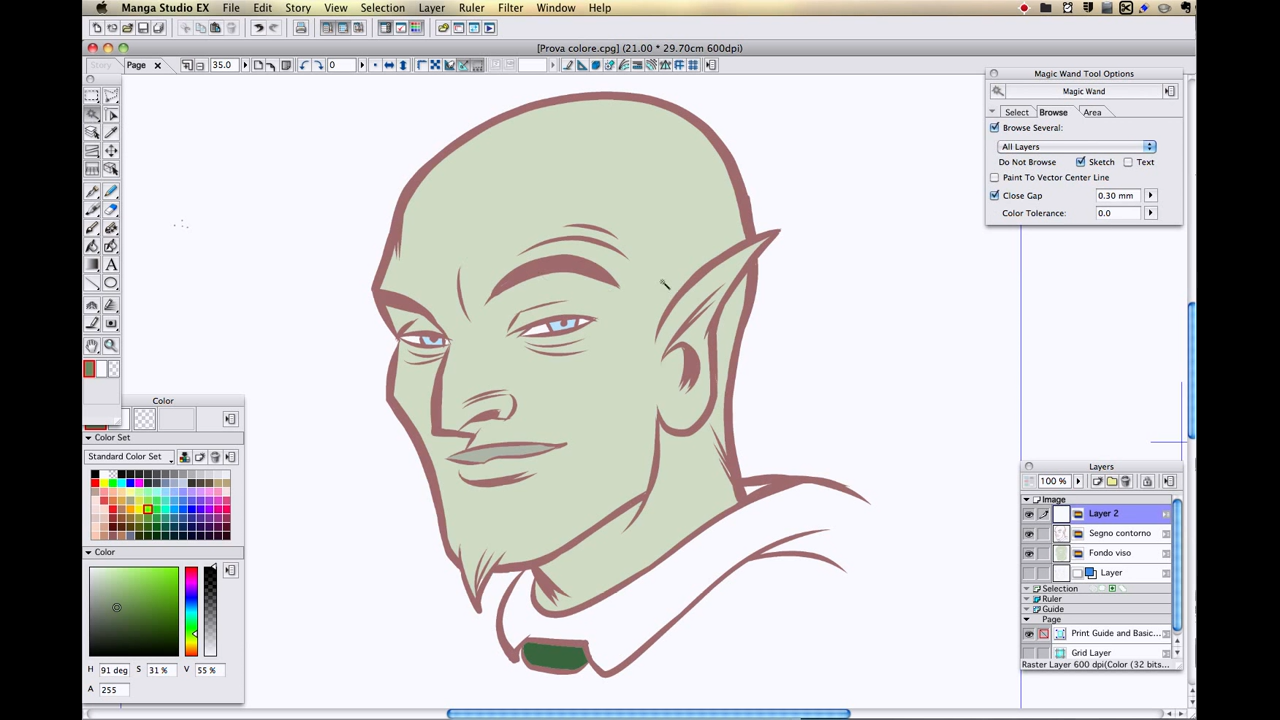 Manga Studio EX File Edit Story View Selection Layer Ruler Filter Window Help
[Prova colore.cpg] (21.00 * 29.70cm 600dpi)
Story Page 35.0 0
Magic Wand Tool Options
Magic Wand
Select Browse Area
Browse Several:
All Layers
Do Not Browse Sketch Text
Paint To Vector Center Line
Close Gap 0.30 mm
Color Tolerance: 0.0
A
Color
Color Set
Standard Color Set
Color
H 91 deg S 31 % V 55 %
A 255
Layers
100 %
Image
Layer 2
Segno contorno
Fondo viso
Layer
Selection
Ruler
Guide
Page
Print Guide and Basic...
Grid Layer
Raster Layer 600 dpi(Color (32 bits...